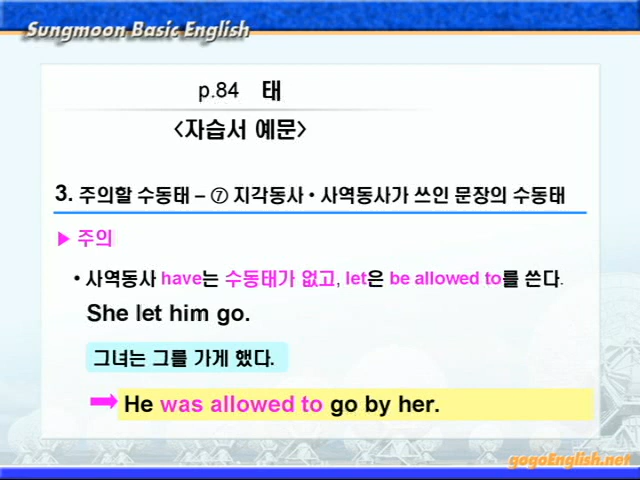 Sungmoon Basic English
p.84 태
<자습서 예문>
3. 주의할 수동태 – ⑦ 지각동사 • 사역동사가 쓰인 문장의 수동태
▶ 주의
• 사역동사 have는 수동태가 없고, let은 be allowed to를 쓴다.
She let him go.
그녀는 그를 가게 했다.
➡ He was allowed to go by her.
gogoEnglish.net